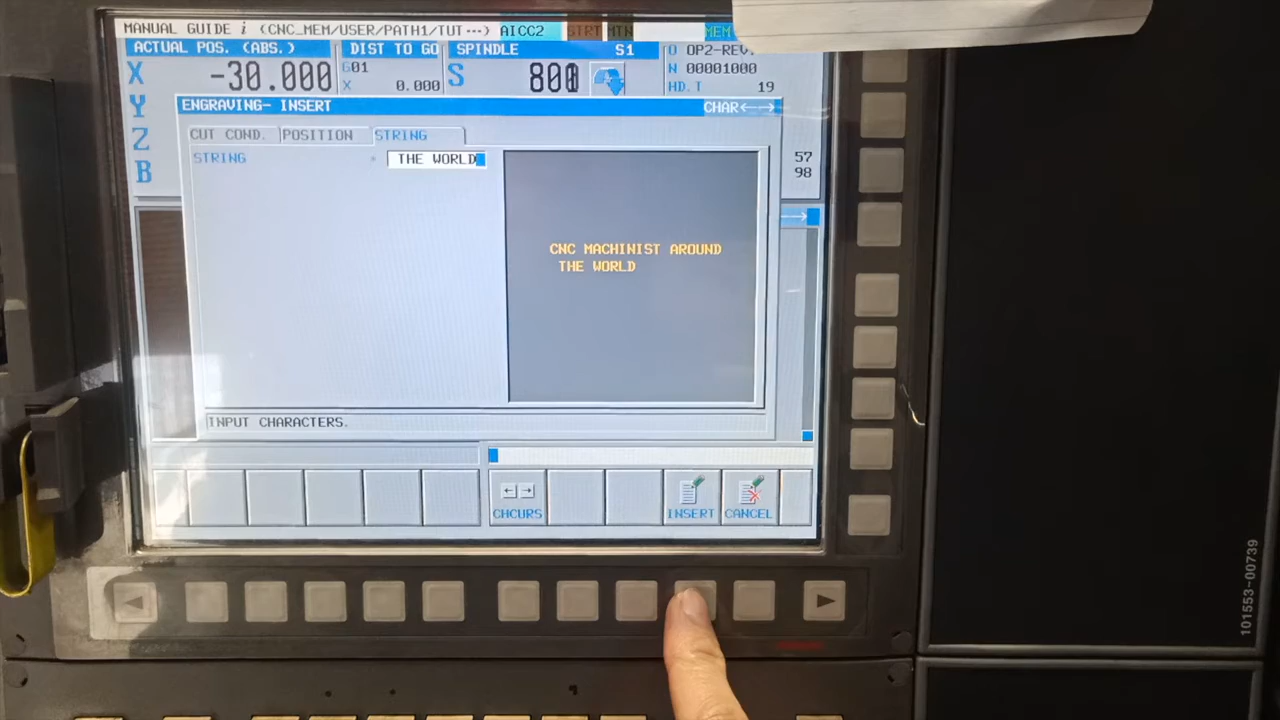 MANUAL GUIDE i (CNC_MEM/USER/PATH1/TUT···) AICC2 STRT MTN MEM
ACTUAL POS. (ABS.) DIST TO GO SPINDLE S1 O OP2-REV.
X -30.000 G01 X 0.000 S N 00001000
HD.T 19
ENGRAVING- INSERT CHAR←→
Y
CUT COND. POSITION STRING
Z
STRING THE WORLD 57
B 98
CNC MACHINIST AROUND
THE WORLD
INPUT CHARACTERS.
CHCURS INSERT CANCEL
101553-00739